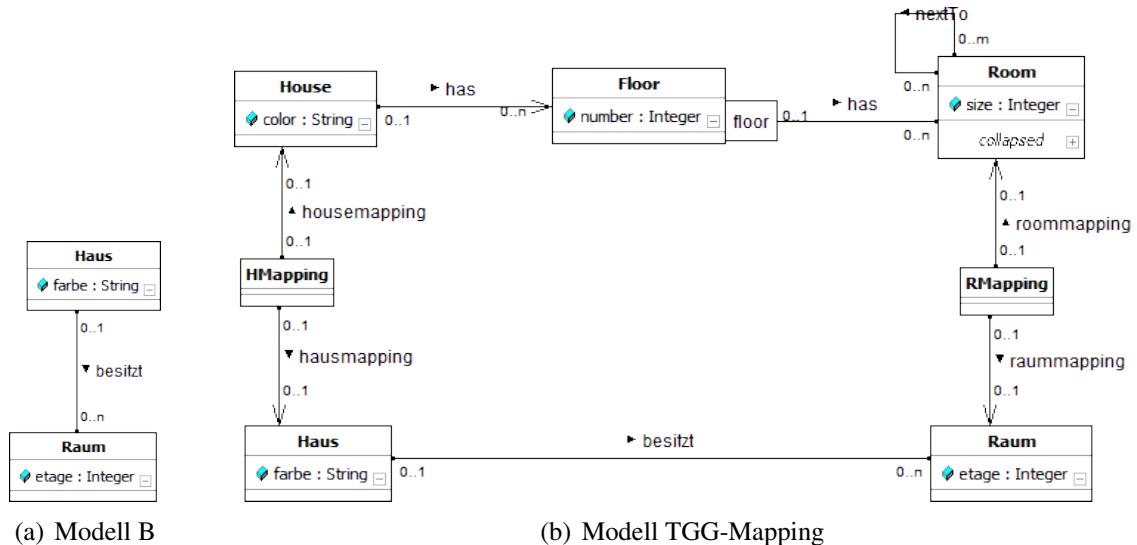 nextTo
0..m
0..n
Room
size : Integer
collapsed
House
color : String
► has
0..1
0..n
Floor
number : Integer
floor
► has
0..1
0..n
0..1
▲ housemapping
0..1
HMapping
0..1
▼ hausmapping
0..1
0..1
▲ roommapping
0..1
RMapping
0..1
▼ raummapping
0..1
Haus
farbe : String
0..1
▼ besitzt
0..n
Raum
etage : Integer
Haus
farbe : String
► besitzt
0..1
0..n
Raum
etage : Integer
(a) Modell B
(b) Modell TGG-Mapping